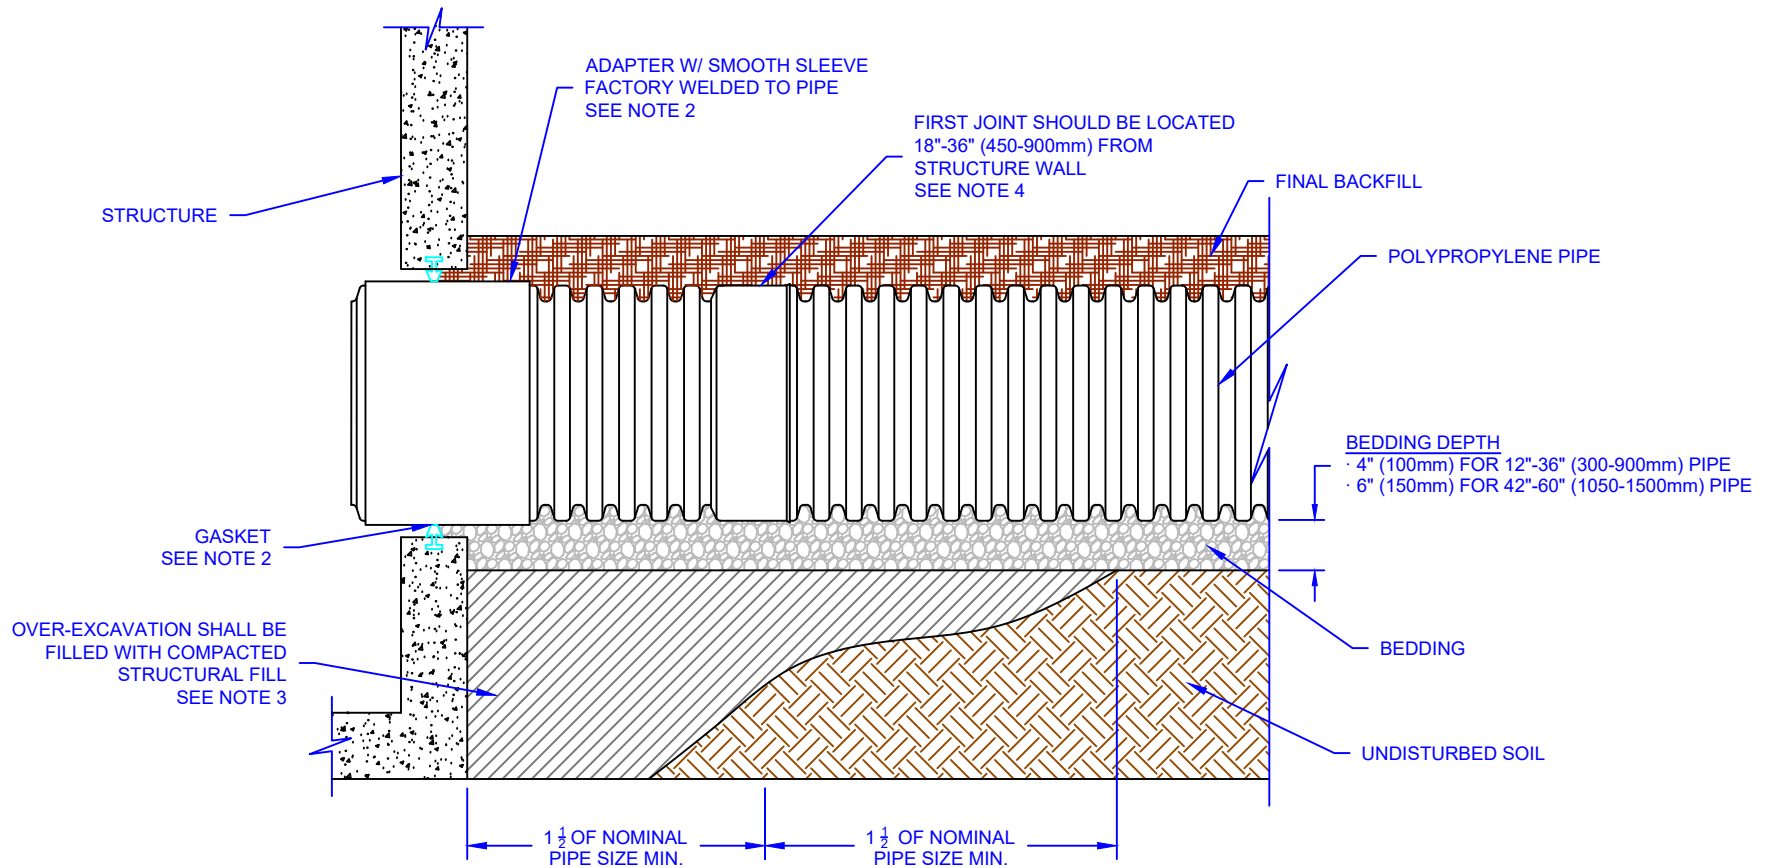 ADAPTER W/ SMOOTH SLEEVE
FACTORY WELDED TO PIPE
SEE NOTE 2
FIRST JOINT SHOULD BE LOCATED
18"-36" (450-900mm) FROM
STRUCTURE WALL
SEE NOTE 4
FINAL BACKFILL
STRUCTURE
POLYPROPYLENE PIPE
BEDDING DEPTH
· 4" (100mm) FOR 12"-36" (300-900mm) PIPE
· 6" (150mm) FOR 42"-60" (1050-1500mm) PIPE
GASKET
SEE NOTE 2
OVER-EXCAVATION SHALL BE
FILLED WITH COMPACTED
STRUCTURAL FILL
SEE NOTE 3
BEDDING
UNDISTURBED SOIL
1 1/2 OF NOMINAL
PIPE SIZE MIN.
1 1/2 OF NOMINAL
PIPE SIZE MIN.